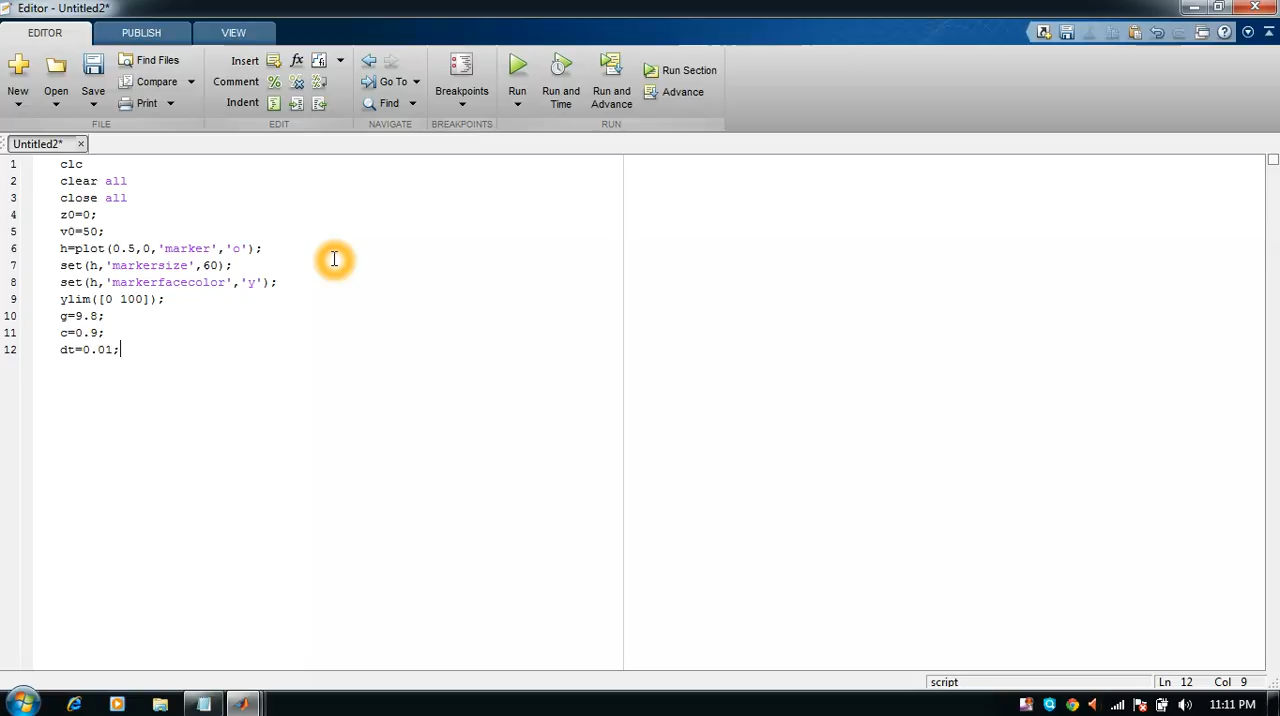 Editor - Untitled2*
EDITOR PUBLISH VIEW
New Open Save Find Files Compare Print
Insert Comment Indent
Go To Find
Breakpoints
Run Run and Time Run and Advance Run Section Advance
FILE EDIT NAVIGATE BREAKPOINTS RUN
Untitled2*
1 clc
2 clear all
3 close all
4 z0=0;
5 v0=50;
6 h=plot(0.5,0,'marker','o');
7 set(h,'markersize',60);
8 set(h,'markerfacecolor','y');
9 ylim([0 100]);
10 g=9.8;
11 c=0.9;
12 dt=0.01;
script Ln 12 Col 9
11:11 PM